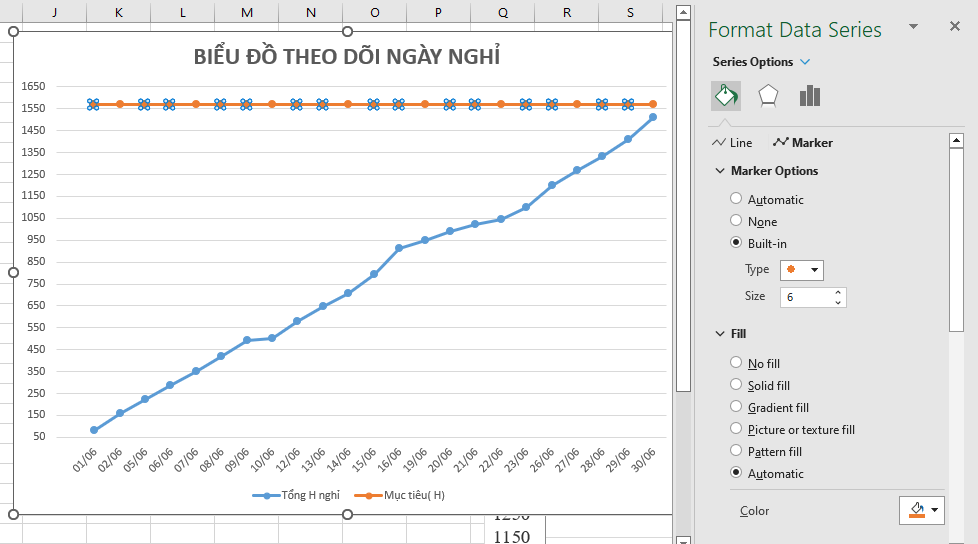 J K L M N O P Q R S
Format Data Series
Series Options
BIỂU ĐỒ THEO DÕI NGÀY NGHỈ
1650
1550
1450
1350
1250
1150
1050
950
850
750
650
550
450
350
250
150
50
01/06 02/06 05/06 06/06 07/06 08/06 09/06 10/06 12/06 13/06 14/06 15/06 16/06 19/06 20/06 21/06 22/06 23/06 26/06 27/06 28/06 29/06 30/06
Tổng H nghỉ Mục tiêu( H)
1250
1150
Line Marker
Marker Options
Automatic
None
Built-in
Type
Size 6
Fill
No fill
Solid fill
Gradient fill
Picture or texture fill
Pattern fill
Automatic
Color